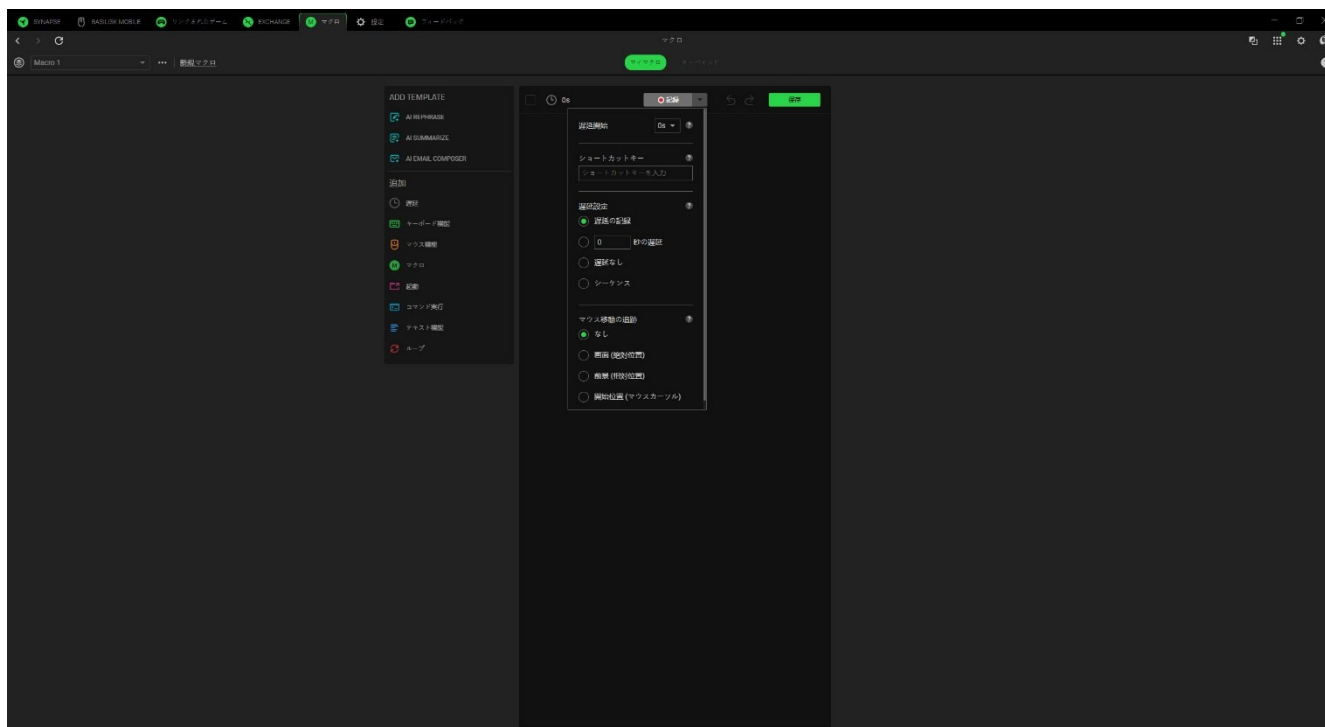 SYNAPSE
BASILISK MOBILE
リンクされたゲーム
EXCHANGE
マクロ
設定
フィードバック
マクロ
Macro 1
新規マクロ
マイマクロ
ADD TEMPLATE
AI REPHRASE
AI SUMMARIZE
AI EMAIL COMPOSER
追加
遅延
キーボード機能
マウス機能
マクロ
起動
コマンド実行
テキスト機能
ループ
0s
記録
保存
遅延開始
0s
ショートカットキー
ショートカットキーを入力
遅延設定
遅延の記録
0 秒の遅延
遅延なし
シーケンス
マウス移動の追跡
なし
画面 (絶対位置)
前景 (相対位置)
開始位置 (マウスカーソル)